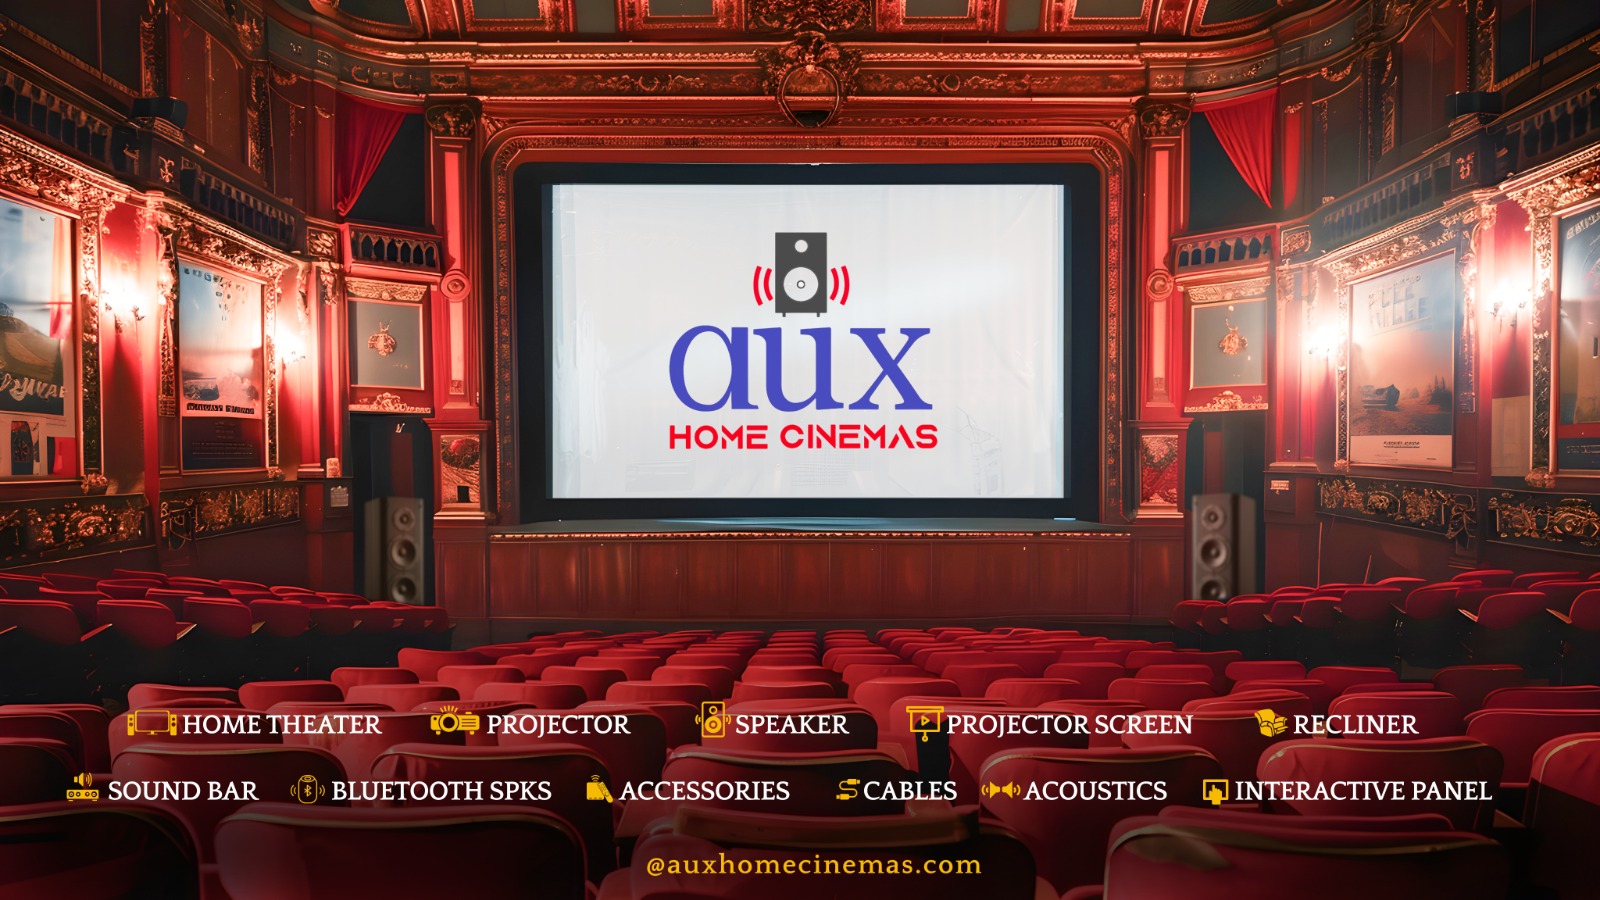 aux
HOME CINEMAS
HOME THEATER PROJECTOR SPEAKER PROJECTOR SCREEN RECLINER
SOUND BAR BLUETOOTH SPKS ACCESSORIES CABLES ACOUSTICS INTERACTIVE PANEL
@auxhomecinemas.com